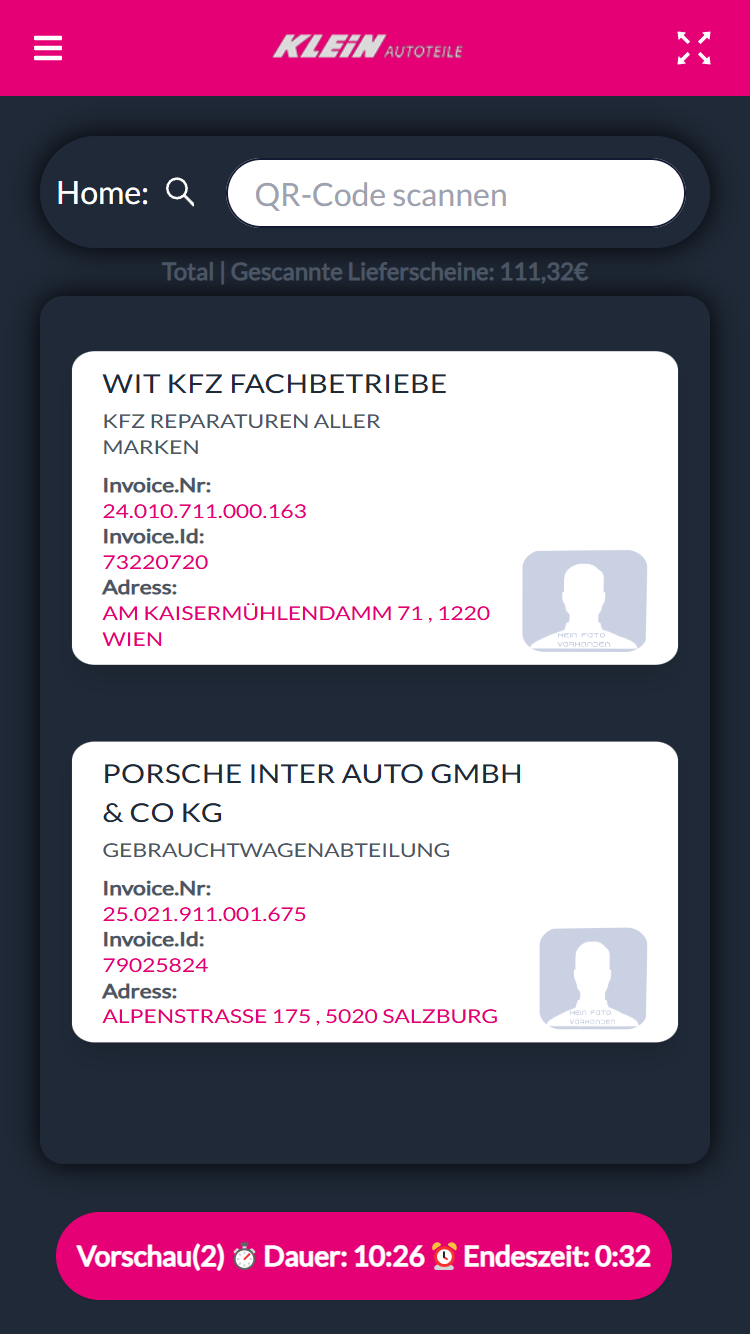 KLEIN AUTOTEILE
Home:
QR-Code scannen
Total | Gescannte Lieferscheine: 111,32€
WIT KFZ FACHBETRIEBE
KFZ REPARATUREN ALLER
MARKEN
Invoice.Nr:
24.010.711.000.163
Invoice.Id:
73220720
Adress:
AM KAISERMÜHLENDAMM 71 , 1220
WIEN
KEIN FOTO
VORHANDEN
PORSCHE INTER AUTO GMBH
& CO KG
GEBRAUCHTWAGENABTEILUNG
Invoice.Nr:
25.021.911.001.675
Invoice.Id:
79025824
Adress:
ALPENSTRASSE 175 , 5020 SALZBURG
KEIN FOTO
VORHANDEN
Vorschau(2) ⏱ Dauer: 10:26 ⏰ Endeszeit: 0:32